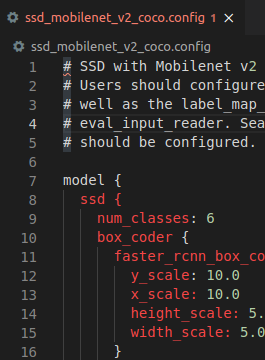 ssd_mobilenet_v2_coco.config 1 ×
ssd_mobilenet_v2_coco.config
1 # SSD with Mobilenet v2
2 # Users should configure
3 # well as the label_map_
4 # eval_input_reader. Sea
5 # should be configured.
6
7 model {
8 ssd {
9 num_classes: 6
10 box_coder {
11 faster_rcnn_box_co
12 y_scale: 10.0
13 x_scale: 10.0
14 height_scale: 5.
15 width_scale: 5.0
16 }